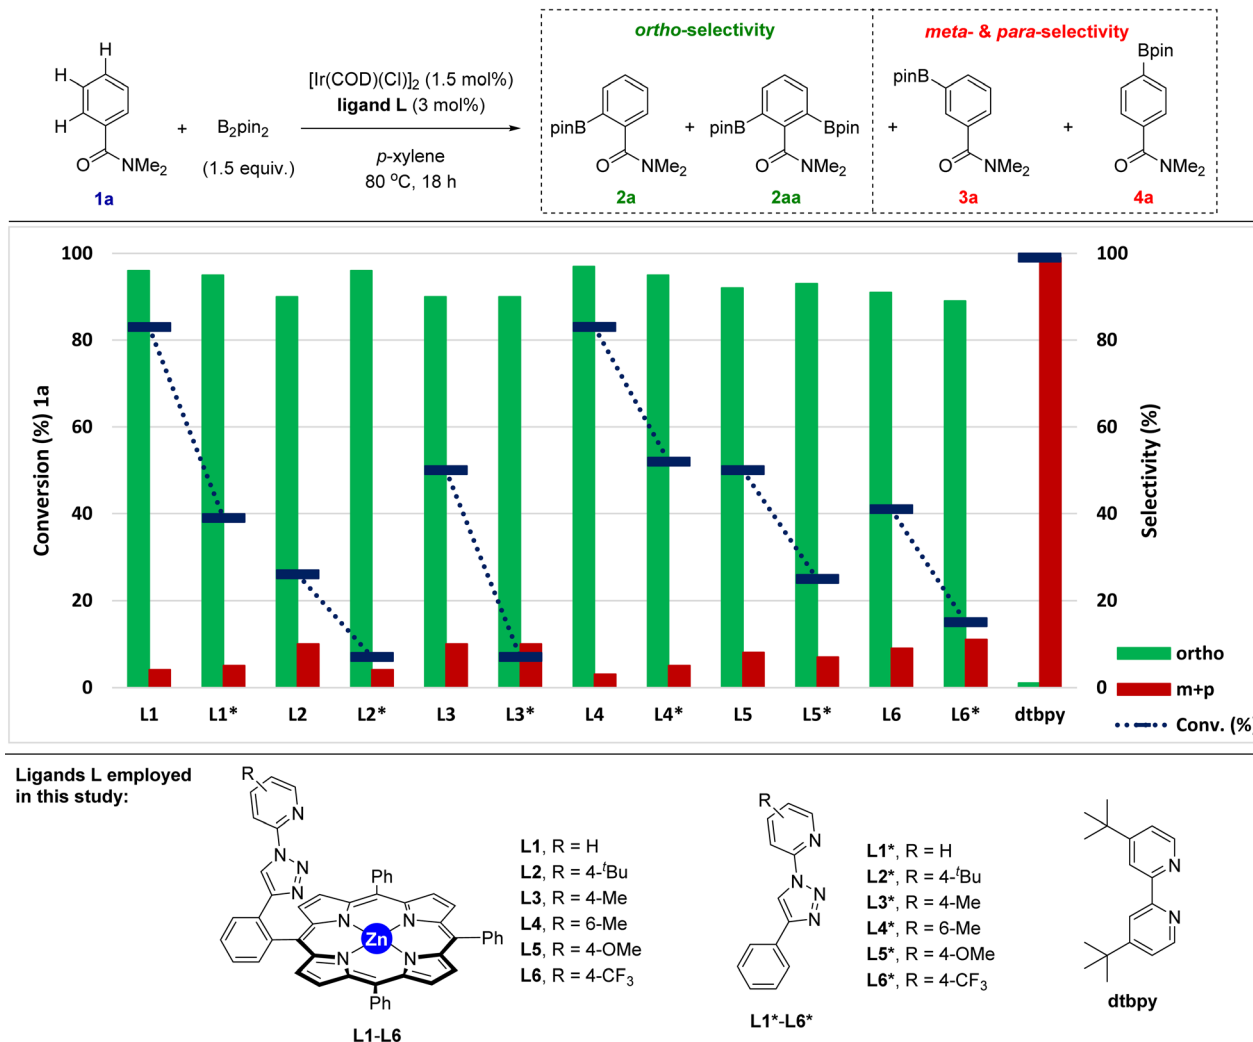 ortho-selectivity
meta- & para-selectivity
H
H
H
O
NMe₂
1a
+
B₂pin₂
(1.5 equiv.)
[Ir(COD)(Cl)]₂ (1.5 mol%)
ligand L (3 mol%)
p-xylene
80 °C, 18 h
pinB
O
NMe₂
2a
+
pinB
Bpin
O
NMe₂
2aa
+
pinB
O
NMe₂
3a
+
Bpin
O
NMe₂
4a
Conversion (%) 1a
100
80
60
40
20
0
L1
L1*
L2
L2*
L3
L3*
L4
L4*
L5
L5*
L6
L6*
dtbpy
100
80
60
40
20
0
Selectivity (%)
ortho
m+p
Conv. (%)
Ligands L employed
in this study:
R
N
N
N
N
Ph
N
N
Zn
N
N
Ph
Ph
L1-L6
L1, R = H
L2, R = 4-ᵗBu
L3, R = 4-Me
L4, R = 6-Me
L5, R = 4-OMe
L6, R = 4-CF₃
R
N
N
N
N
L1*-L6*
L1*, R = H
L2*, R = 4-ᵗBu
L3*, R = 4-Me
L4*, R = 6-Me
L5*, R = 4-OMe
L6*, R = 4-CF₃
N
N
dtbpy